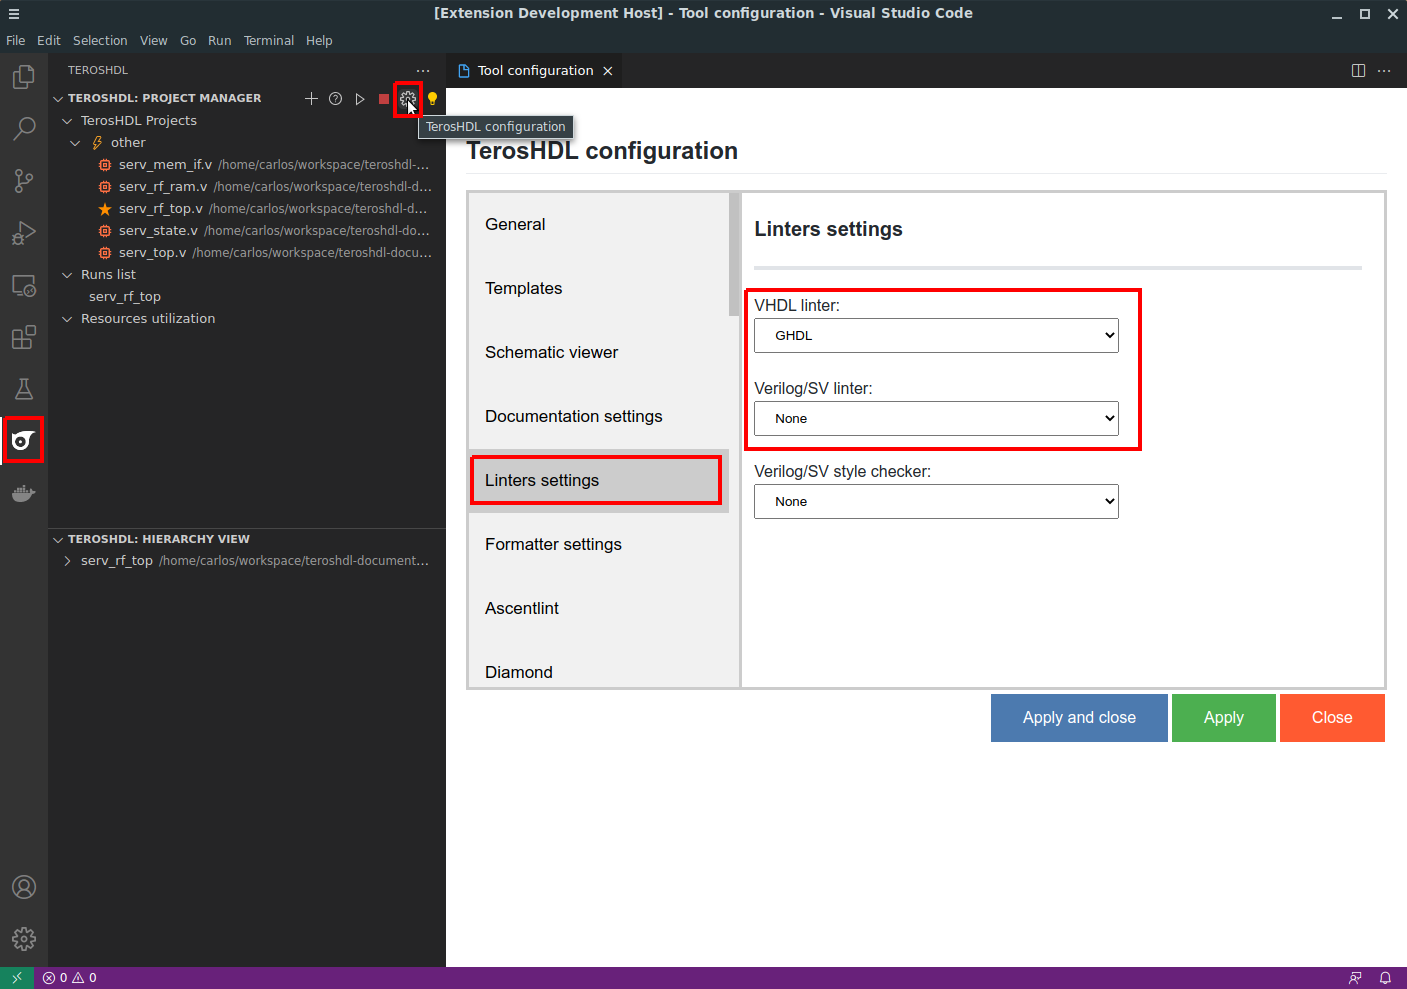 [Extension Development Host] - Tool configuration - Visual Studio Code
File Edit Selection View Go Run Terminal Help
TEROSHDL
Tool configuration
TEROSHDL: PROJECT MANAGER
TerosHDL configuration
TerosHDL Projects
other
serv_mem_if.v /home/carlos/workspace/teroshdl-...
serv_rf_ram.v /home/carlos/workspace/teroshdl-d...
serv_rf_top.v /home/carlos/workspace/teroshdl-d...
serv_state.v /home/carlos/workspace/teroshdl-do...
serv_top.v /home/carlos/workspace/teroshdl-docu...
Runs list
serv_rf_top
Resources utilization
TEROSHDL: HIERARCHY VIEW
serv_rf_top /home/carlos/workspace/teroshdl-document...
TerosHDL configuration
General
Templates
Schematic viewer
Documentation settings
Linters settings
Formatter settings
Ascentlint
Diamond
Linters settings
VHDL linter:
GHDL
Verilog/SV linter:
None
Verilog/SV style checker:
None
Apply and close
Apply
Close
0 0